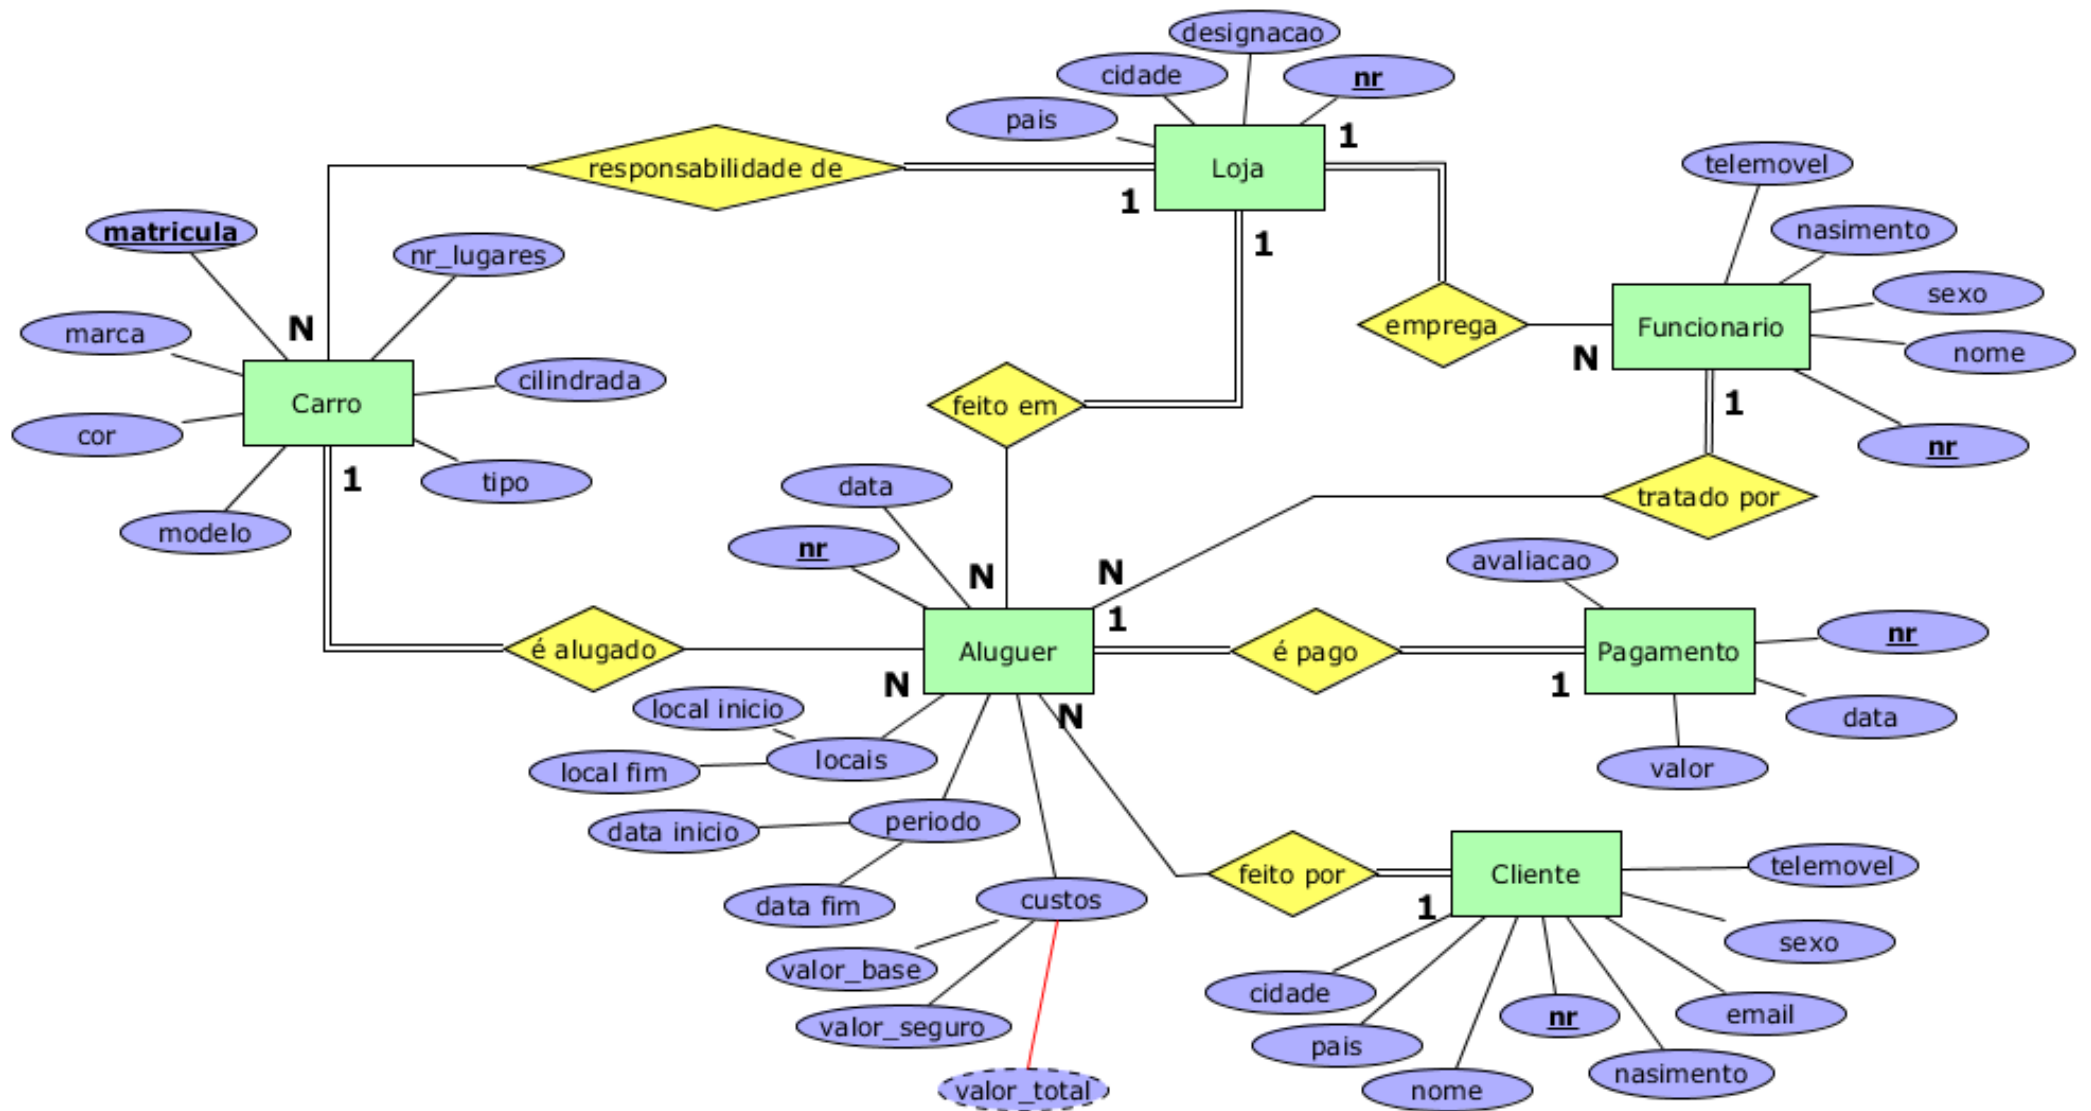 designacao
cidade
nr
pais
1
responsabilidade de
Loja
telemovel
1
1
matricula
nr_lugares
nasimento
sexo
N
emprega
Funcionario
marca
N
nome
cilindrada
Carro
feito em
1
cor
nr
1
tipo
data
tratado por
modelo
nr
N
N
avaliacao
1
nr
é alugado
Aluguer
é pago
Pagamento
N
1
local inicio
N
data
locais
local fim
valor
periodo
data inicio
telemovel
feito por
Cliente
custos
data fim
1
sexo
valor_base
cidade
email
nr
valor_seguro
pais
nasimento
valor_total
nome